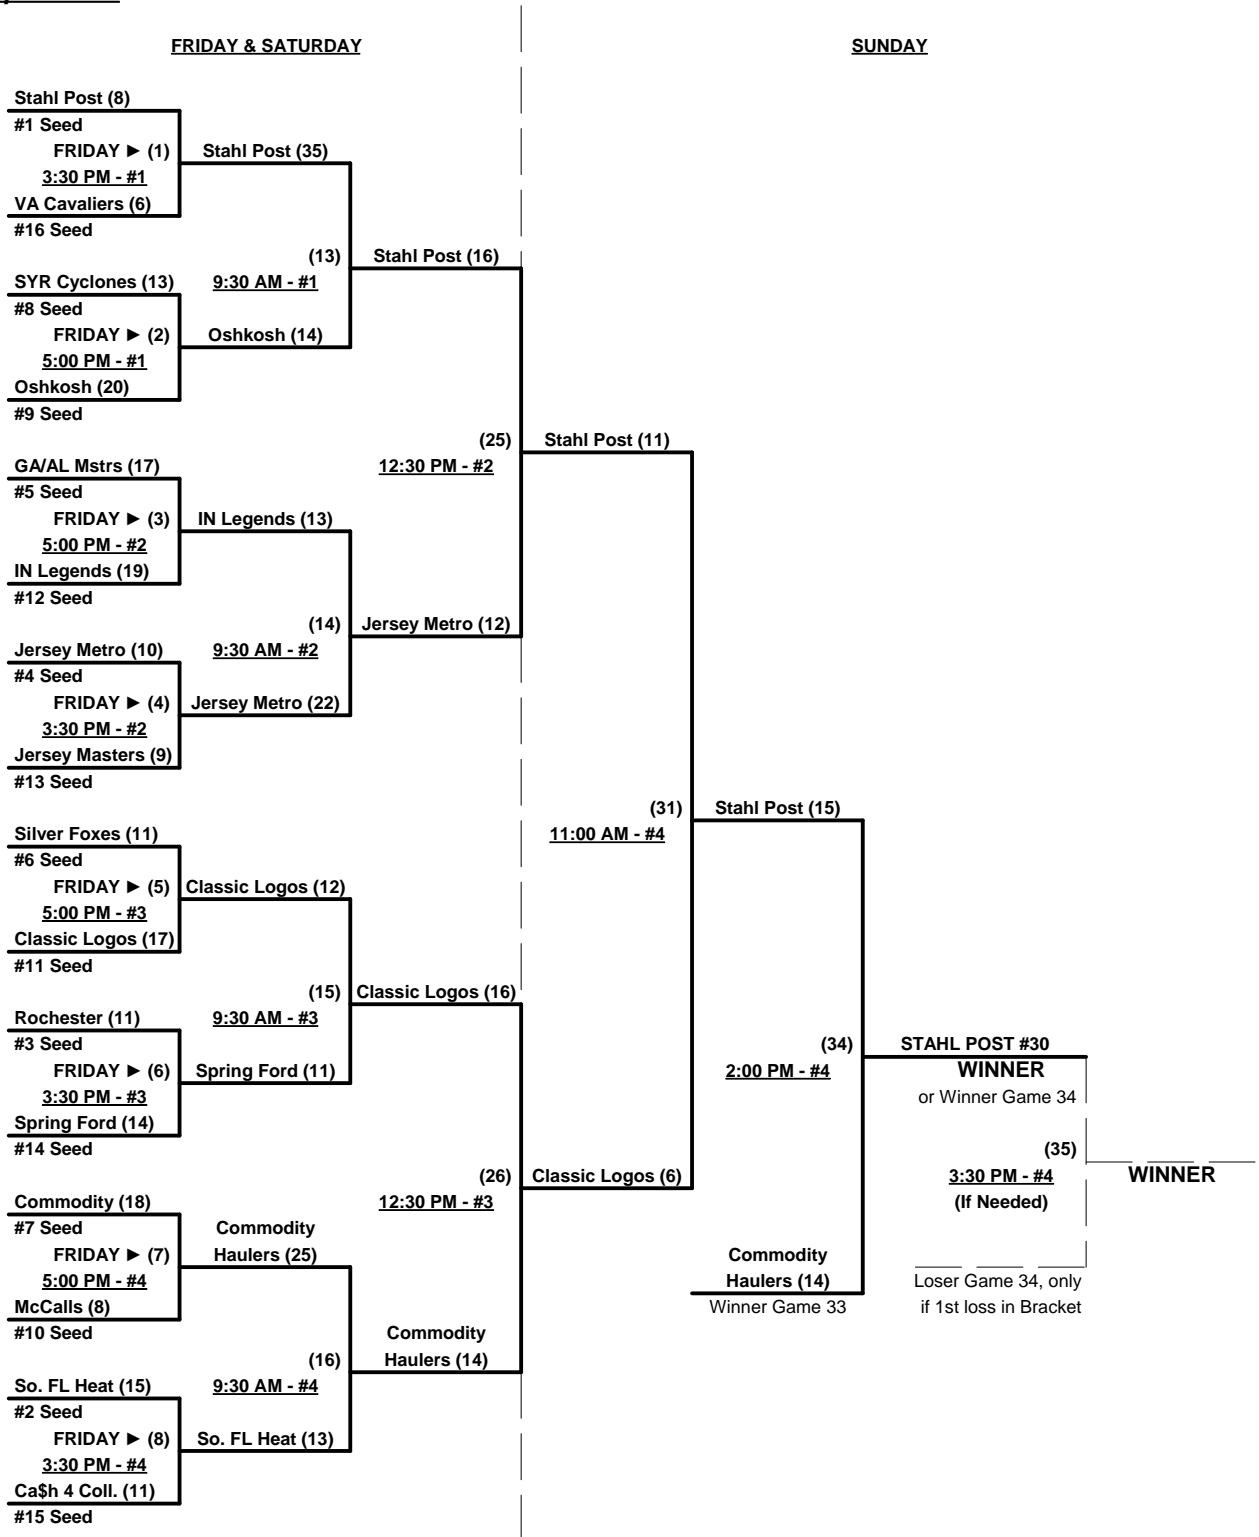 FRIDAY & SATURDAY
SUNDAY
Stahl Post (8)
#1 Seed
FRIDAY ► (1)
3:30 PM - #1
VA Cavaliers (6)
#16 Seed
Stahl Post (35)
SYR Cyclones (13)
#8 Seed
FRIDAY ► (2)
5:00 PM - #1
Oshkosh (20)
#9 Seed
Oshkosh (14)
(13)
9:30 AM - #1
Stahl Post (16)
GA/AL Mstrs (17)
#5 Seed
FRIDAY ► (3)
5:00 PM - #2
IN Legends (19)
#12 Seed
IN Legends (13)
Jersey Metro (10)
#4 Seed
FRIDAY ► (4)
3:30 PM - #2
Jersey Masters (9)
#13 Seed
Jersey Metro (22)
(14)
9:30 AM - #2
Jersey Metro (12)
(25)
12:30 PM - #2
Stahl Post (11)
Silver Foxes (11)
#6 Seed
FRIDAY ► (5)
5:00 PM - #3
Classic Logos (17)
#11 Seed
Classic Logos (12)
Rochester (11)
#3 Seed
FRIDAY ► (6)
3:30 PM - #3
Spring Ford (14)
#14 Seed
Spring Ford (11)
(15)
9:30 AM - #3
Classic Logos (16)
Commodity (18)
#7 Seed
FRIDAY ► (7)
5:00 PM - #4
McCalls (8)
#10 Seed
Commodity
Haulers (25)
So. FL Heat (15)
#2 Seed
FRIDAY ► (8)
3:30 PM - #4
Ca$h 4 Coll. (11)
#15 Seed
So. FL Heat (13)
(16)
9:30 AM - #4
Commodity
Haulers (14)
(26)
12:30 PM - #3
Classic Logos (6)
(31)
11:00 AM - #4
Stahl Post (15)
(34)
2:00 PM - #4
Commodity
Haulers (14)
Winner Game 33
STAHL POST #30
WINNER
or Winner Game 34
(35)
3:30 PM - #4
(If Needed)
Loser Game 34, only
if 1st loss in Bracket
WINNER